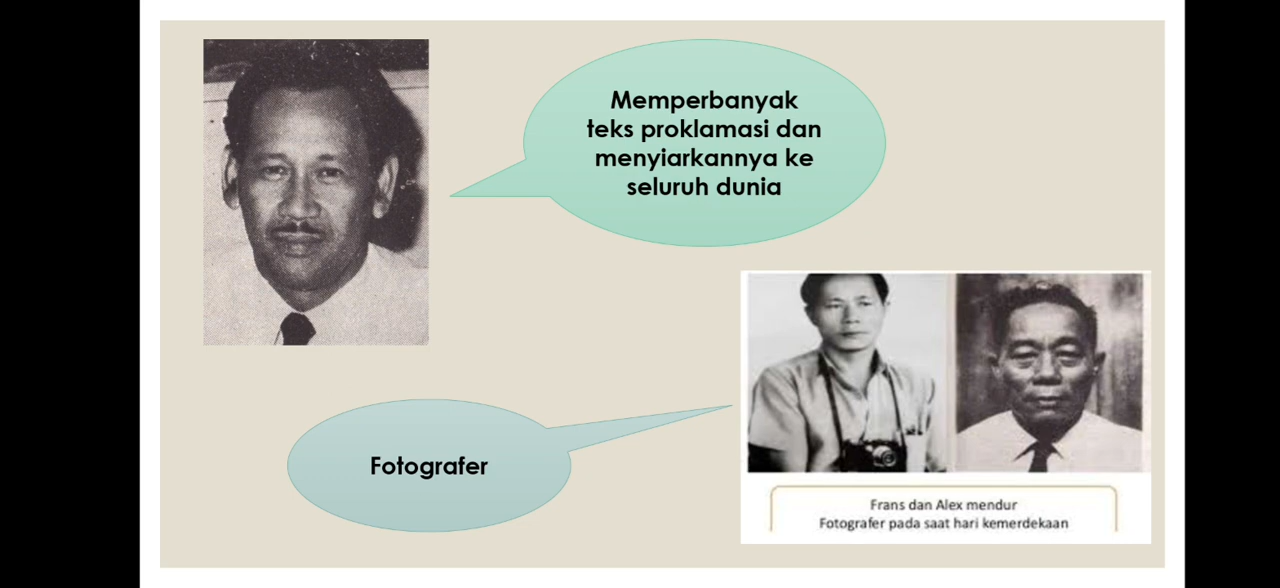 Memperbanyak
teks proklamasi dan
menyiarkannya ke
seluruh dunia
Fotografer
Frans dan Alex mendur
Fotografer pada saat hari kemerdekaan